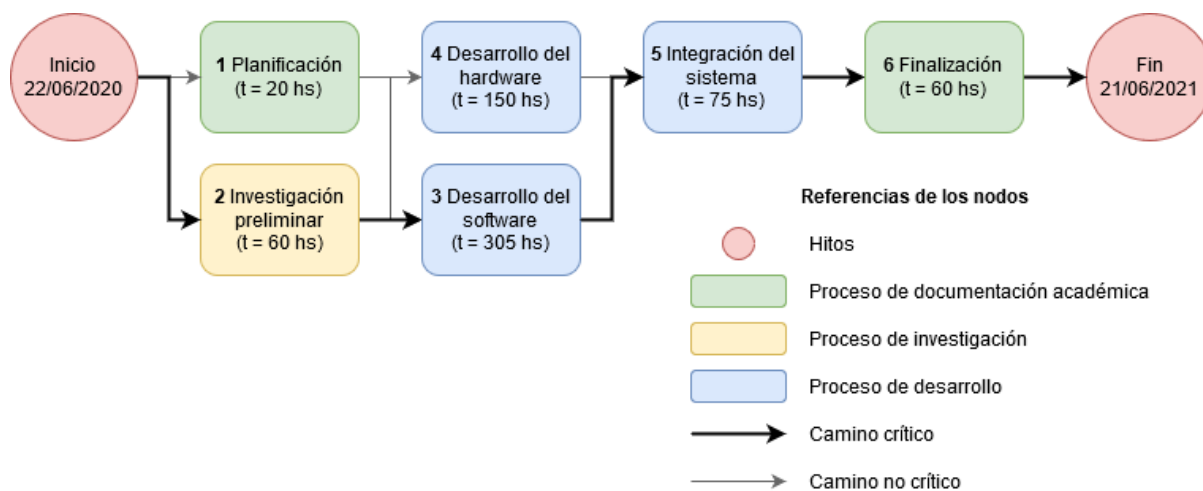 Inicio
22/06/2020
1 Planificación
(t = 20 hs)
4 Desarrollo del
hardware
(t = 150 hs)
5 Integración del
sistema
(t = 75 hs)
6 Finalización
(t = 60 hs)
Fin
21/06/2021
2 Investigación
preliminar
(t = 60 hs)
3 Desarrollo del
software
(t = 305 hs)
Referencias de los nodos
Hitos
Proceso de documentación académica
Proceso de investigación
Proceso de desarrollo
Camino crítico
Camino no crítico